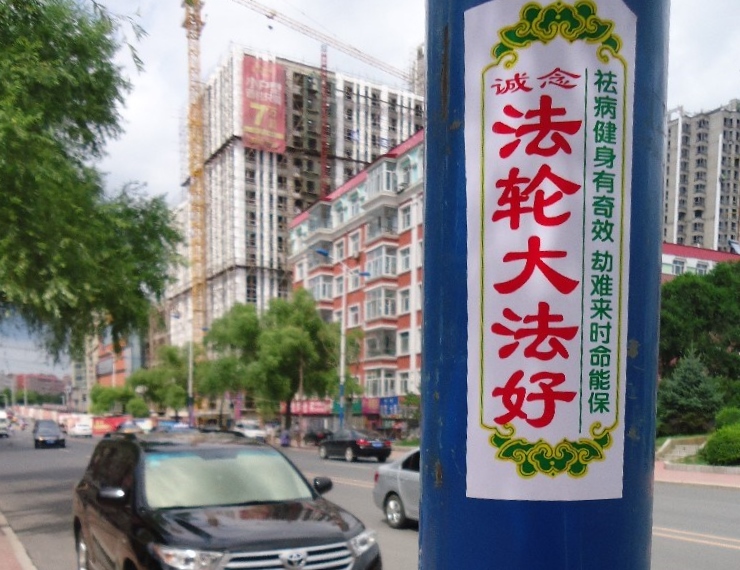 诚念
法轮大法好
祛病健身有奇效 劫难来时命能保